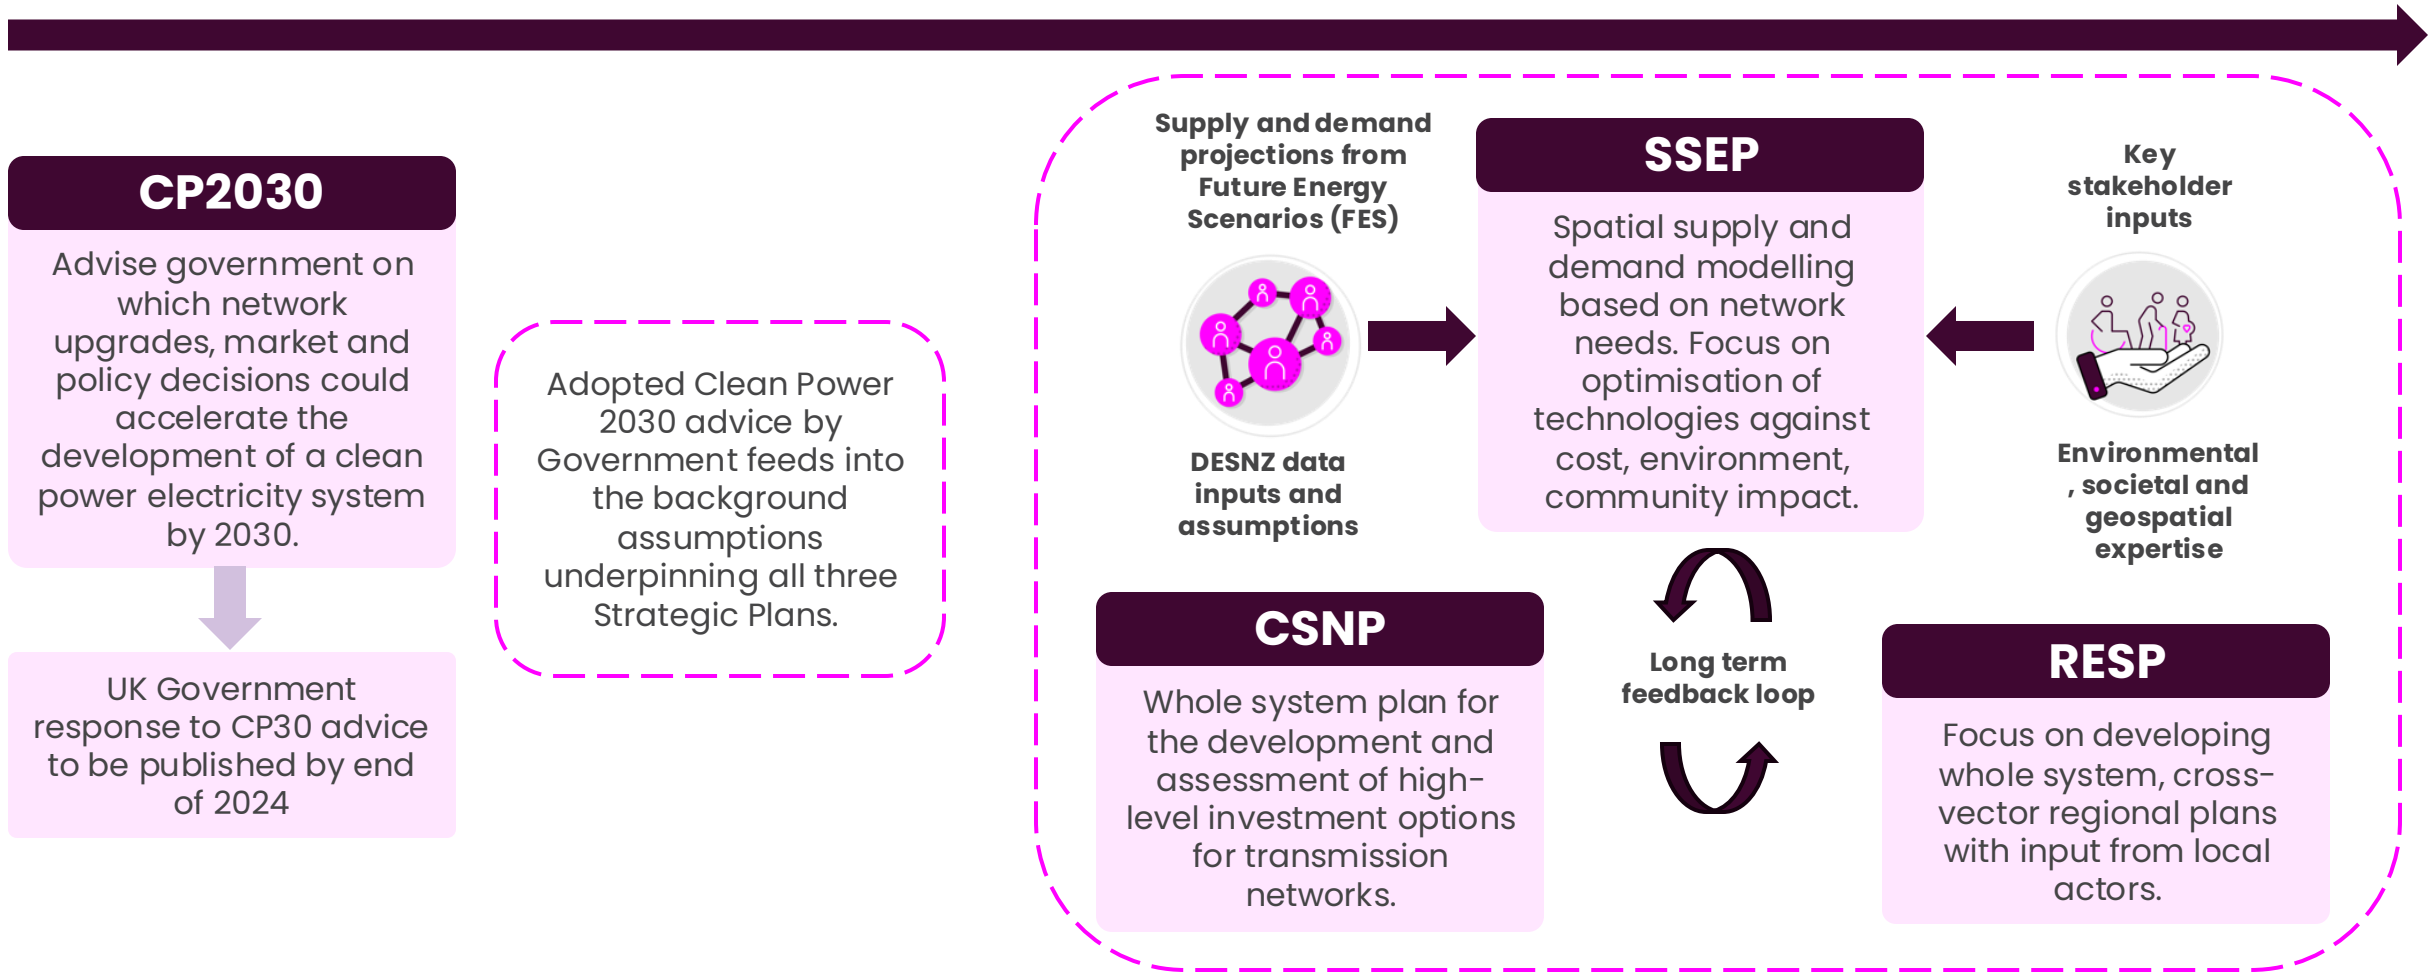 CP2030
Advise government on
which network
upgrades, market and
policy decisions could
accelerate the
development of a clean
power electricity system
by 2030.
UK Government
response to CP30 advice
to be published by end
of 2024
Adopted Clean Power
2030 advice by
Government feeds into
the background
assumptions
underpinning all three
Strategic Plans.
Supply and demand
projections from
Future Energy
Scenarios (FES)
DESNZ data
inputs and
assumptions
SSEP
Spatial supply and
demand modelling
based on network
needs. Focus on
optimisation of
technologies against
cost, environment,
community impact.
Key
stakeholder
inputs
Environmental
, societal and
geospatial
expertise
CSNP
Whole system plan for
the development and
assessment of high-
level investment options
for transmission
networks.
Long term
feedback loop
RESP
Focus on developing
whole system, cross-
vector regional plans
with input from local
actors.